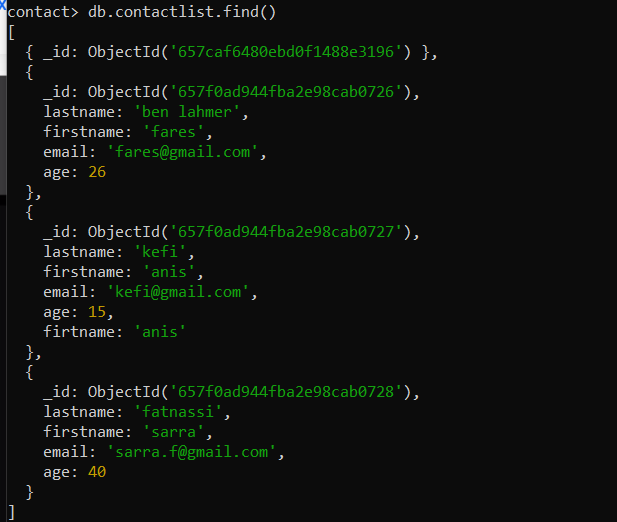 contact> db.contactlist.find()
[
  { _id: ObjectId('657caf6480ebd0f1488e3196') },
  {
    _id: ObjectId('657f0ad944fba2e98cab0726'),
    lastname: 'ben lahmer',
    firstname: 'fares',
    email: 'fares@gmail.com',
    age: 26
  },
  {
    _id: ObjectId('657f0ad944fba2e98cab0727'),
    lastname: 'kefi',
    firstname: 'anis',
    email: 'kefi@gmail.com',
    age: 15,
    firtname: 'anis'
  },
  {
    _id: ObjectId('657f0ad944fba2e98cab0728'),
    lastname: 'fatnassi',
    firstname: 'sarra',
    email: 'sarra.f@gmail.com',
    age: 40
  }
]